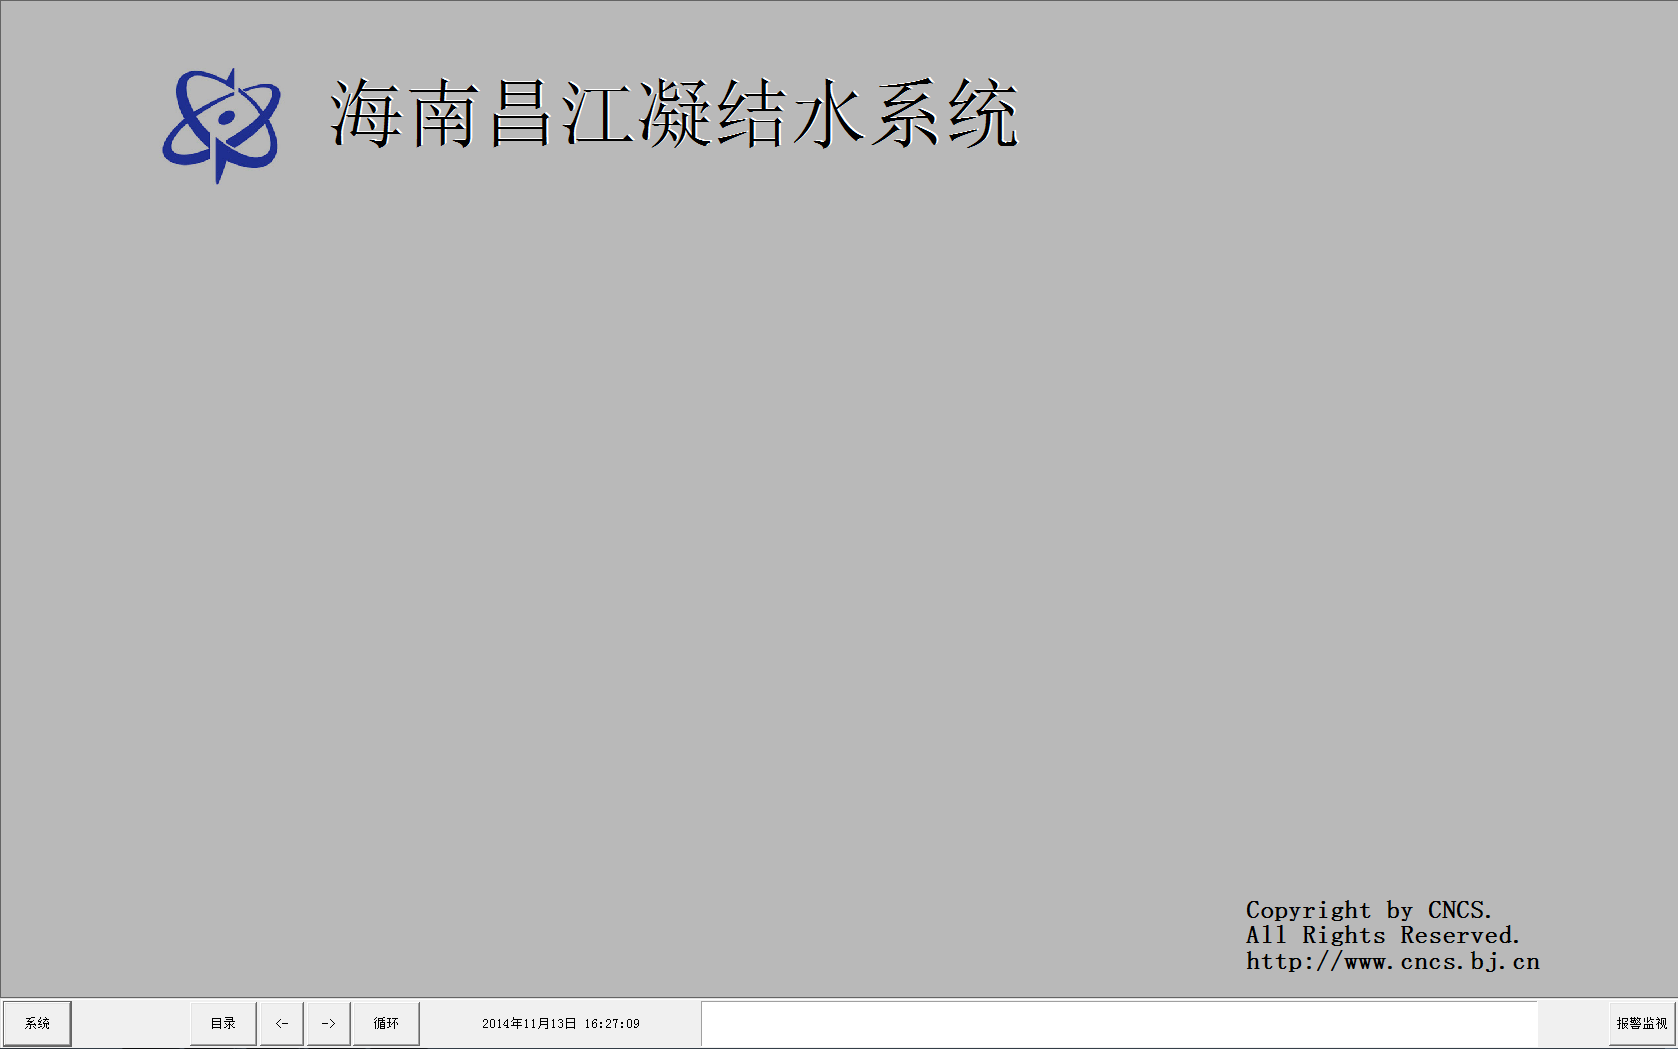 海南昌江凝结水系统
Copyright by CNCS.
All Rights Reserved.
http://www.cncs.bj.cn
系统
目录
<-
->
循环
2014年11月13日 16:27:09
报警监视